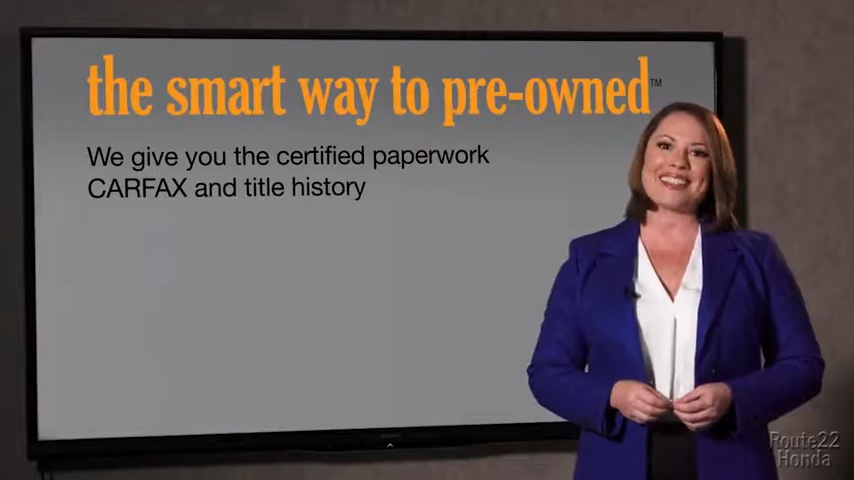 the smart way to pre-owned™
We give you the certified paperwork
CARFAX and title history
Route22
Honda